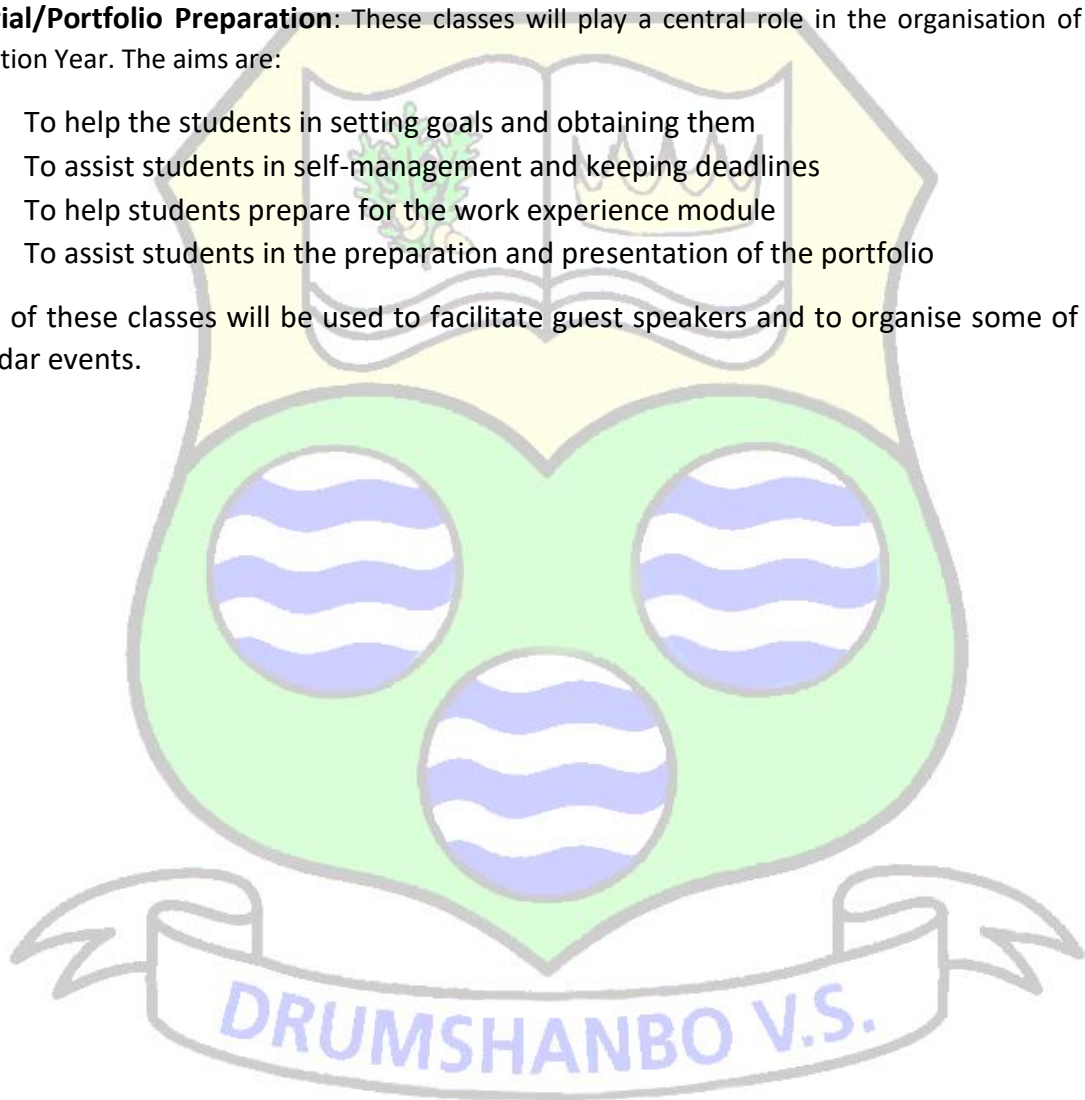 rial/Portfolio Preparation: These classes will play a central role in the organisation of
tion Year. The aims are:
To help the students in setting goals and obtaining them
To assist students in self-management and keeping deadlines
To help students prepare for the work experience module
To assist students in the preparation and presentation of the portfolio
of these classes will be used to facilitate guest speakers and to organise some of
dar events.
DRUMSHANBO V.S.